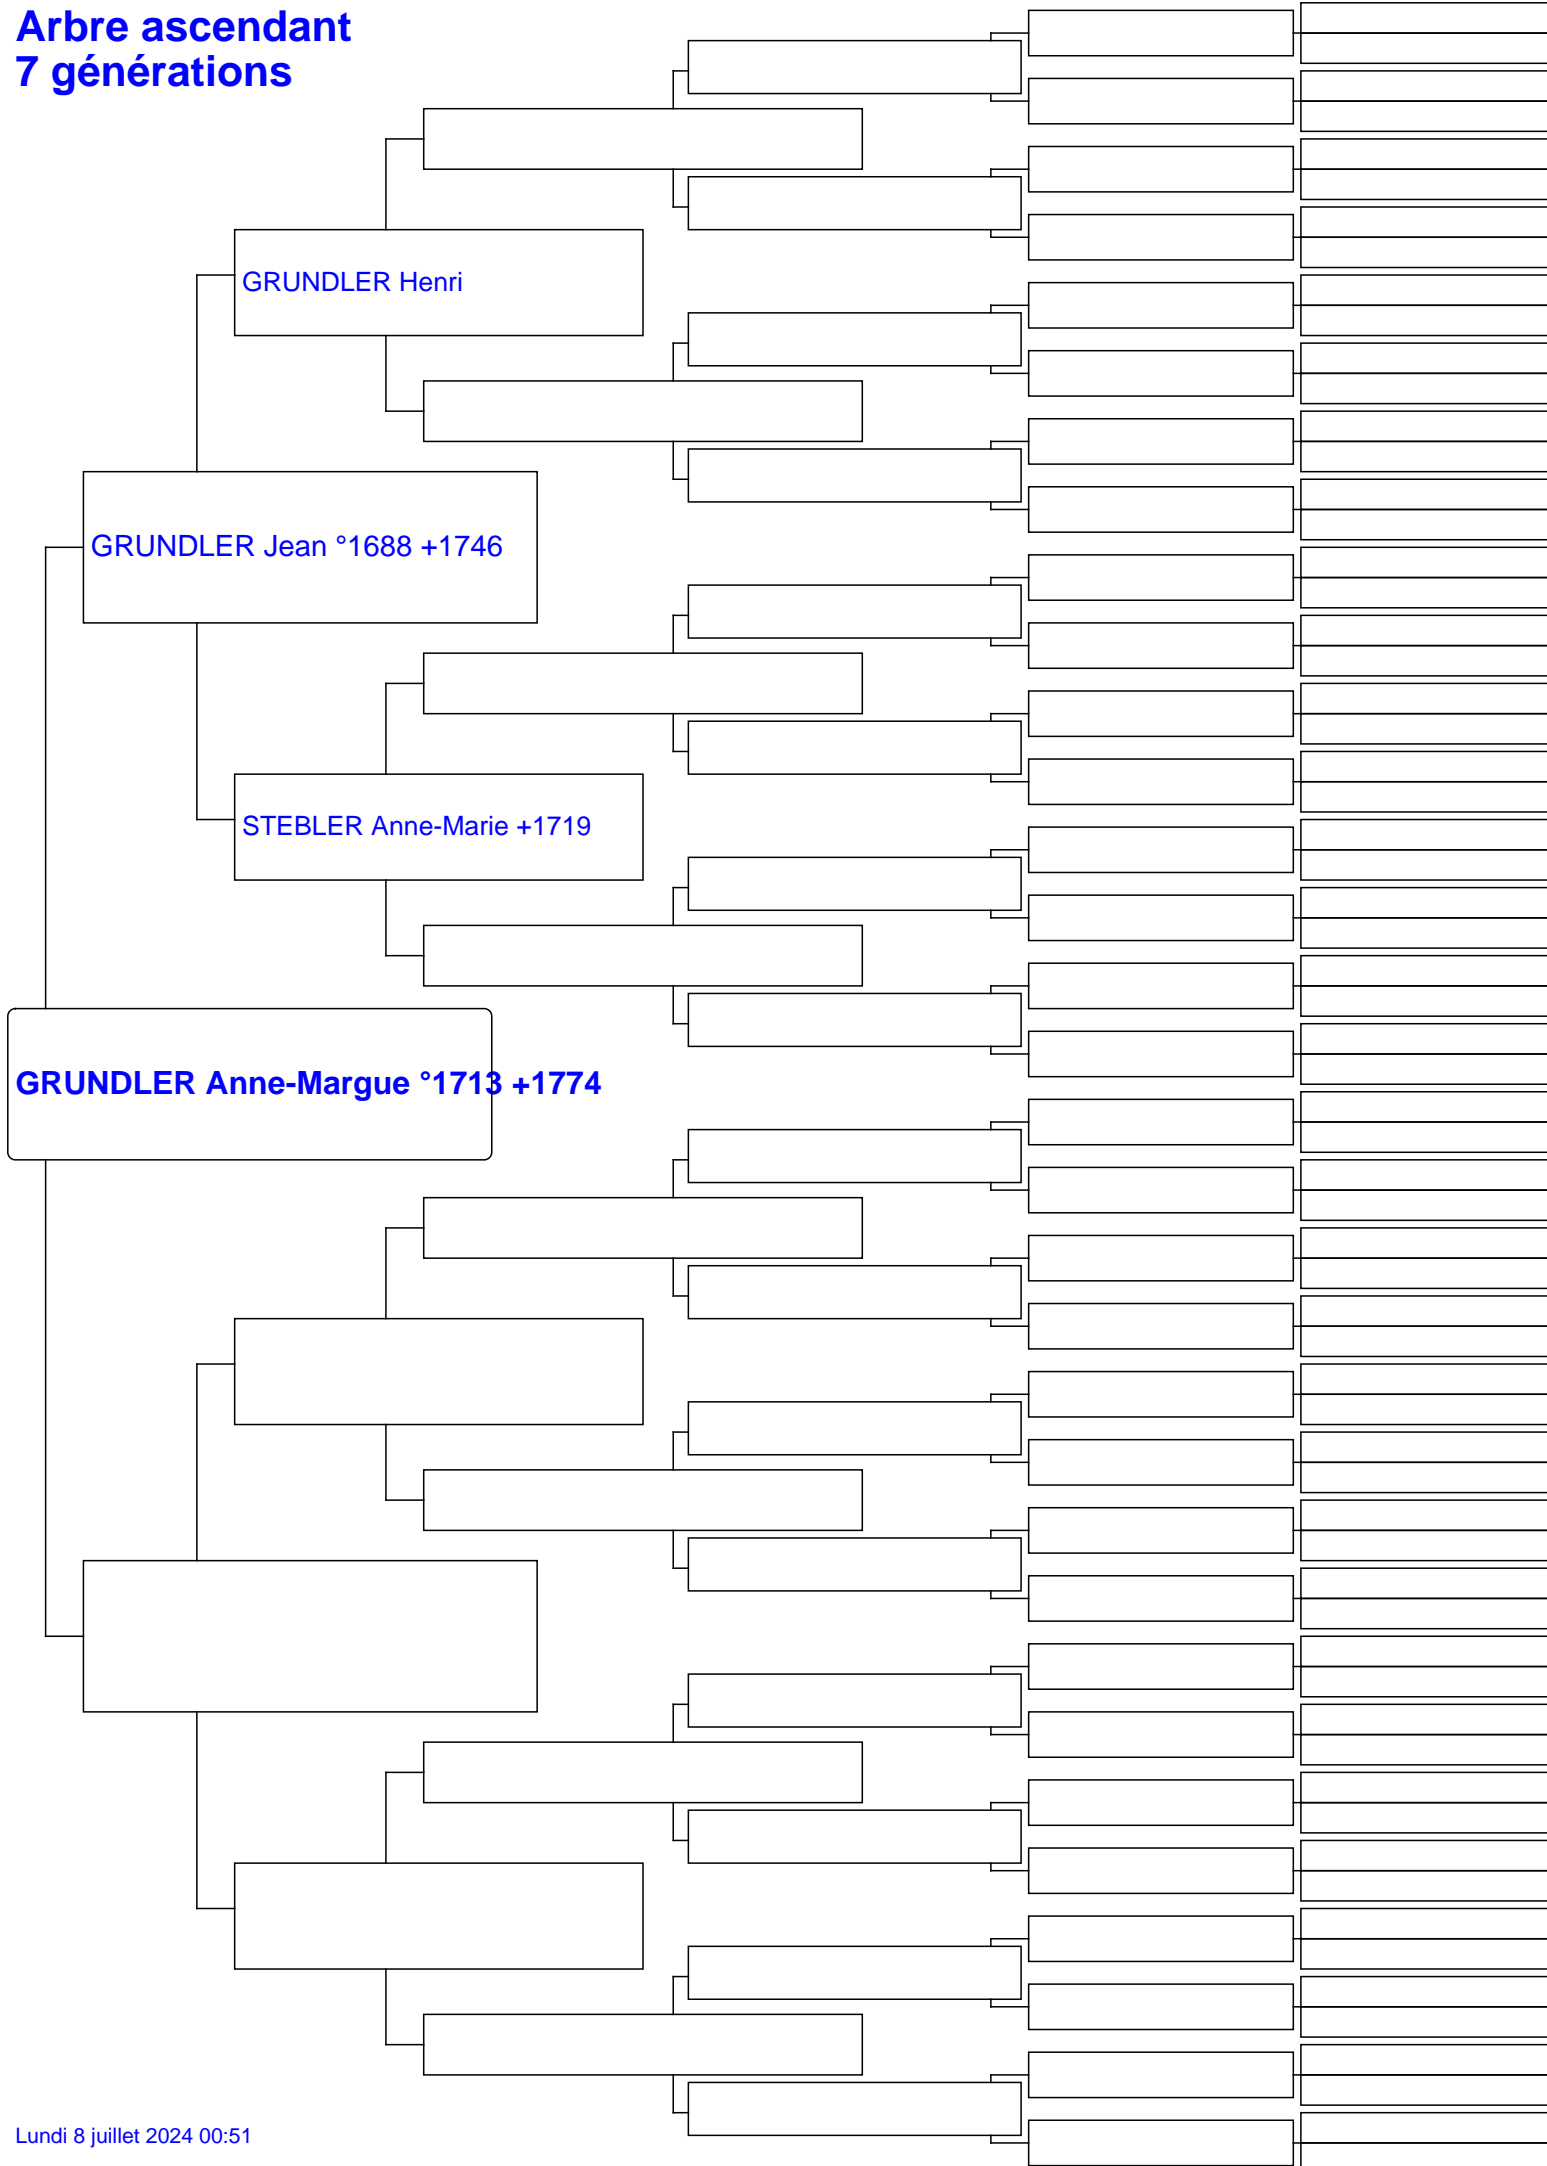 Arbre ascendant
7 générations
GRUNDLER Henri
GRUNDLER Jean °1688 +1746
STEBLER Anne-Marie +1719
GRUNDLER Anne-Margue °1713 +1774
Lundi 8 juillet 2024 00:51